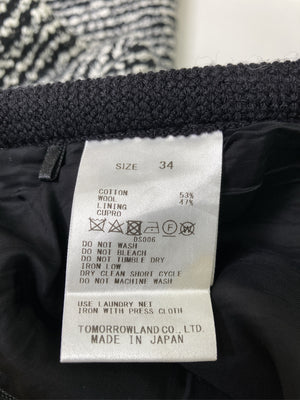 SIZE 34
COTTON 53%
WOOL 47%
LINING
CUPRO
DS006
DO NOT WASH
DO NOT BLEACH
DO NOT TUMBLE DRY
IRON LOW
DRY CLEAN SHORT CYCLE
DO NOT MACHINE WASH
USE LAUNDRY NET
IRON WITH PRESS CLOTH
TOMORROWLAND CO.,LTD.
MADE IN JAPAN